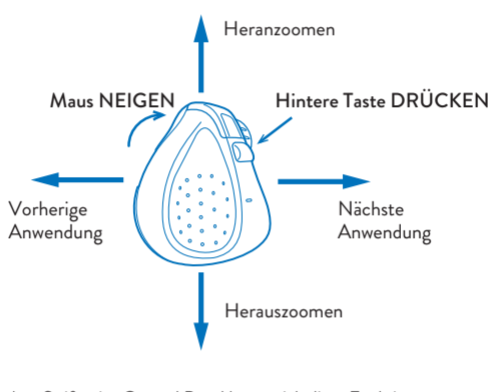 Heranzoomen
Maus NEIGEN
Hintere Taste DRÜCKEN
Vorherige
Anwendung
Nächste
Anwendung
Herauszoomen